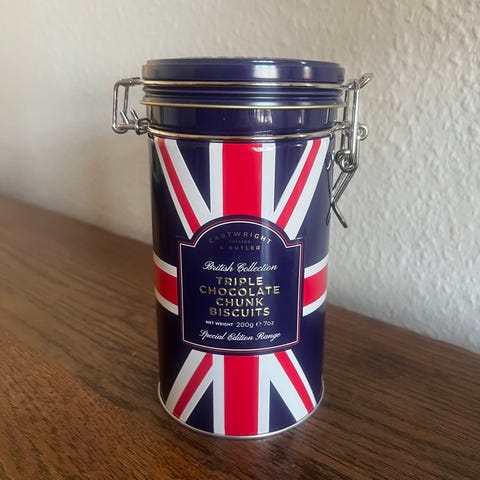 CARTWRIGHT
& BUTLER
British Collection
TRIPLE
CHOCOLATE
CHUNK
BISCUITS
NET WEIGHT 200g ℮ 7oz
Special Edition Range